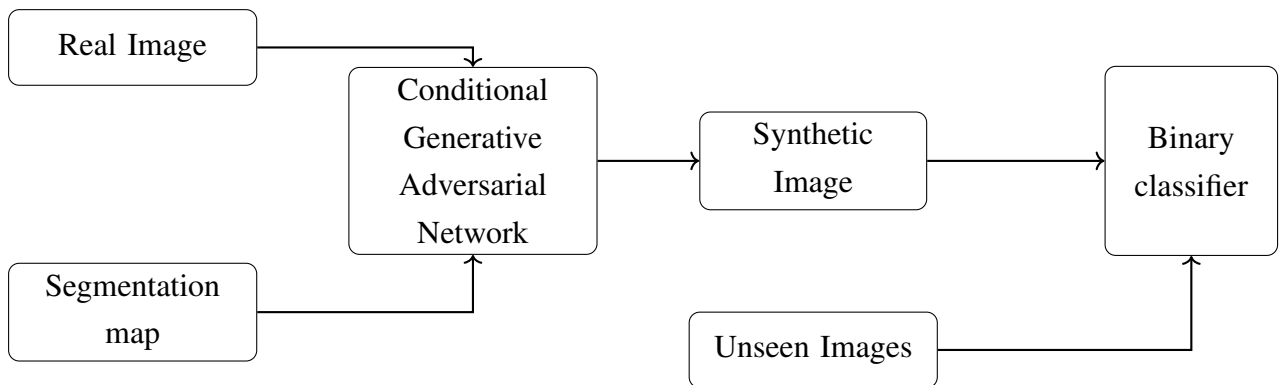 Real Image
Conditional
Generative
Adversarial
Network
Segmentation
map
Synthetic
Image
Unseen Images
Binary
classifier